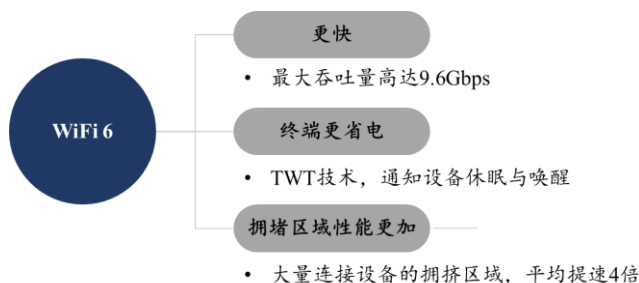 更快
• 最大吞吐量高达9.6Gbps
WiFi 6
终端更省电
• TWT技术，通知设备休眠与唤醒
拥堵区域性能更加
• 大量连接设备的拥挤区域，平均提速4倍